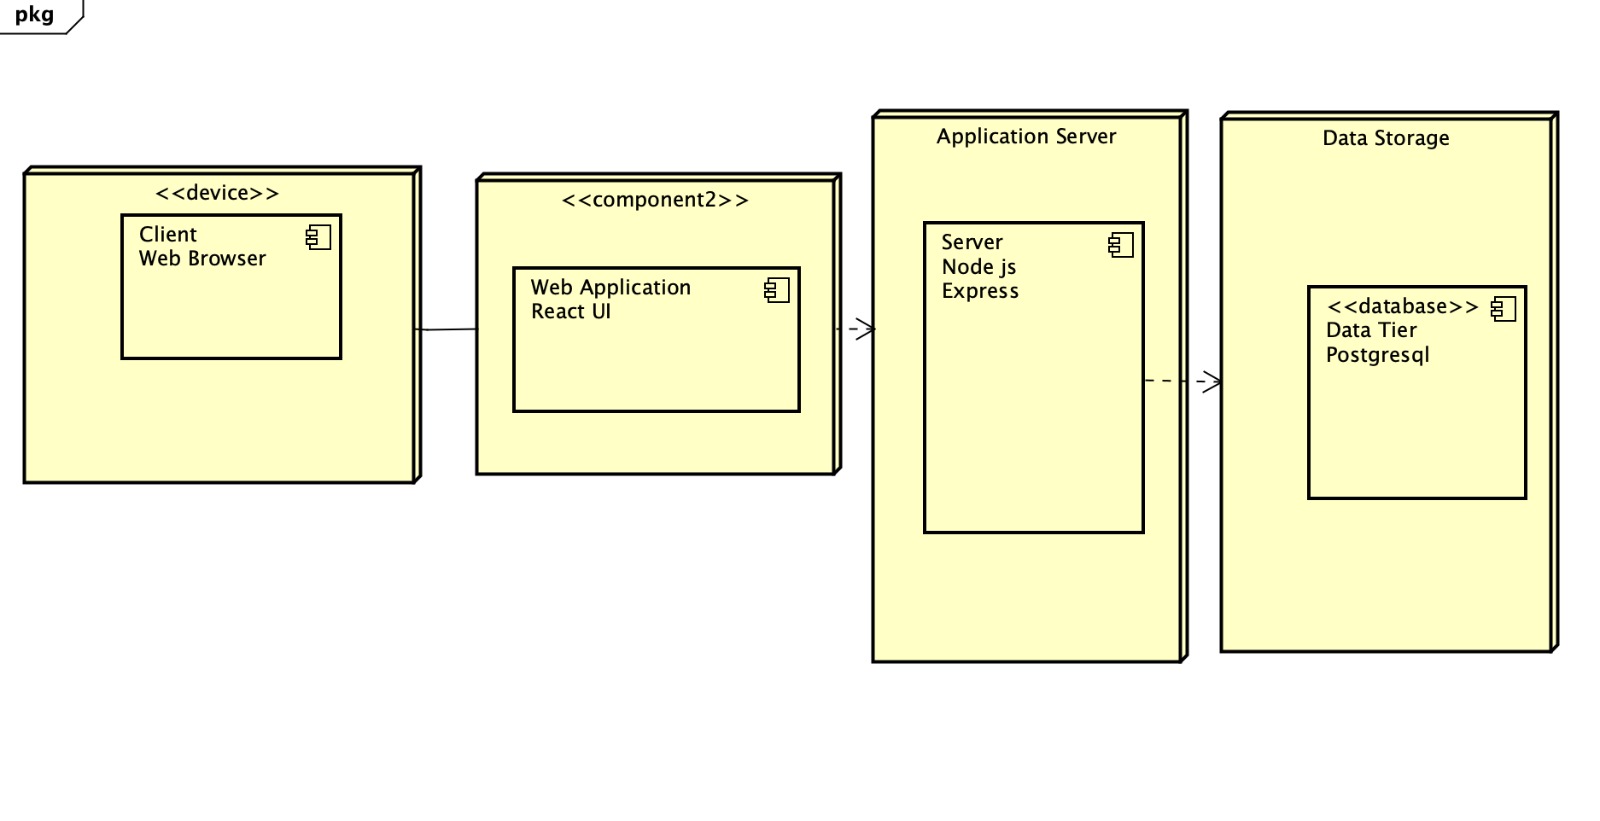 pkg
<<device>>
Client
Web Browser
<<component2>>
Web Application
React UI
Application Server
Server
Node js
Express
Data Storage
<<database>>
Data Tier
Postgresql